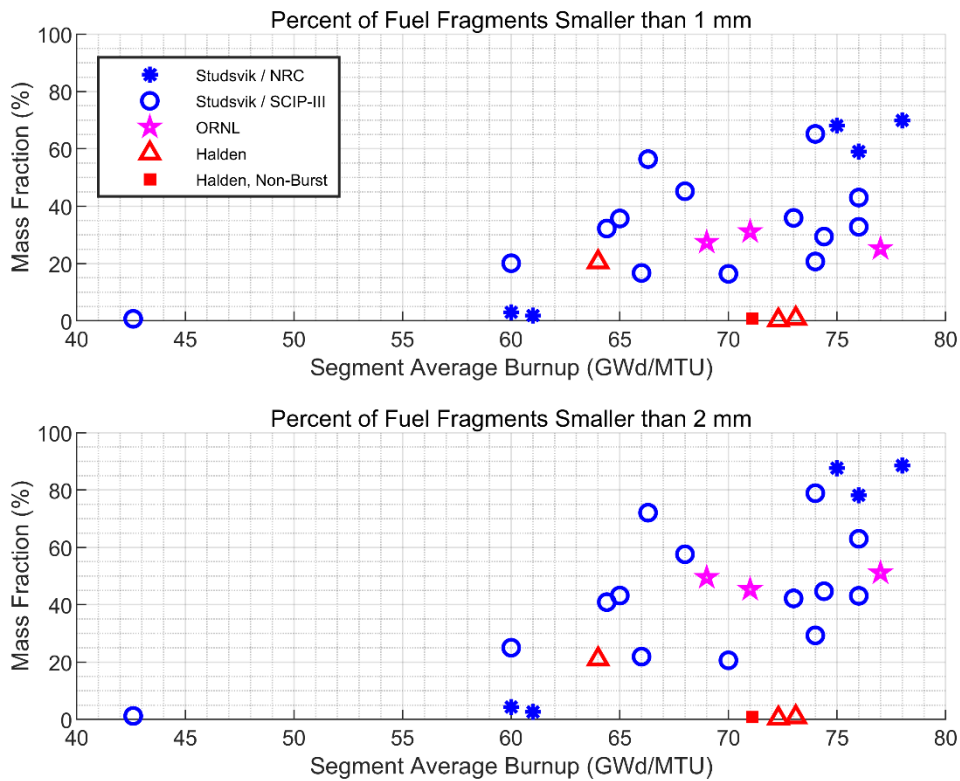 Percent of Fuel Fragments Smaller than 1 mm
100
80
60
40
20
0
Mass Fraction (%)
Studsvik / NRC
Studsvik / SCIP-III
ORNL
Halden
Halden, Non-Burst
40 45 50 55 60 65 70 75 80
Segment Average Burnup (GWd/MTU)
Percent of Fuel Fragments Smaller than 2 mm
100
80
60
40
20
0
Mass Fraction (%)
40 45 50 55 60 65 70 75 80
Segment Average Burnup (GWd/MTU)